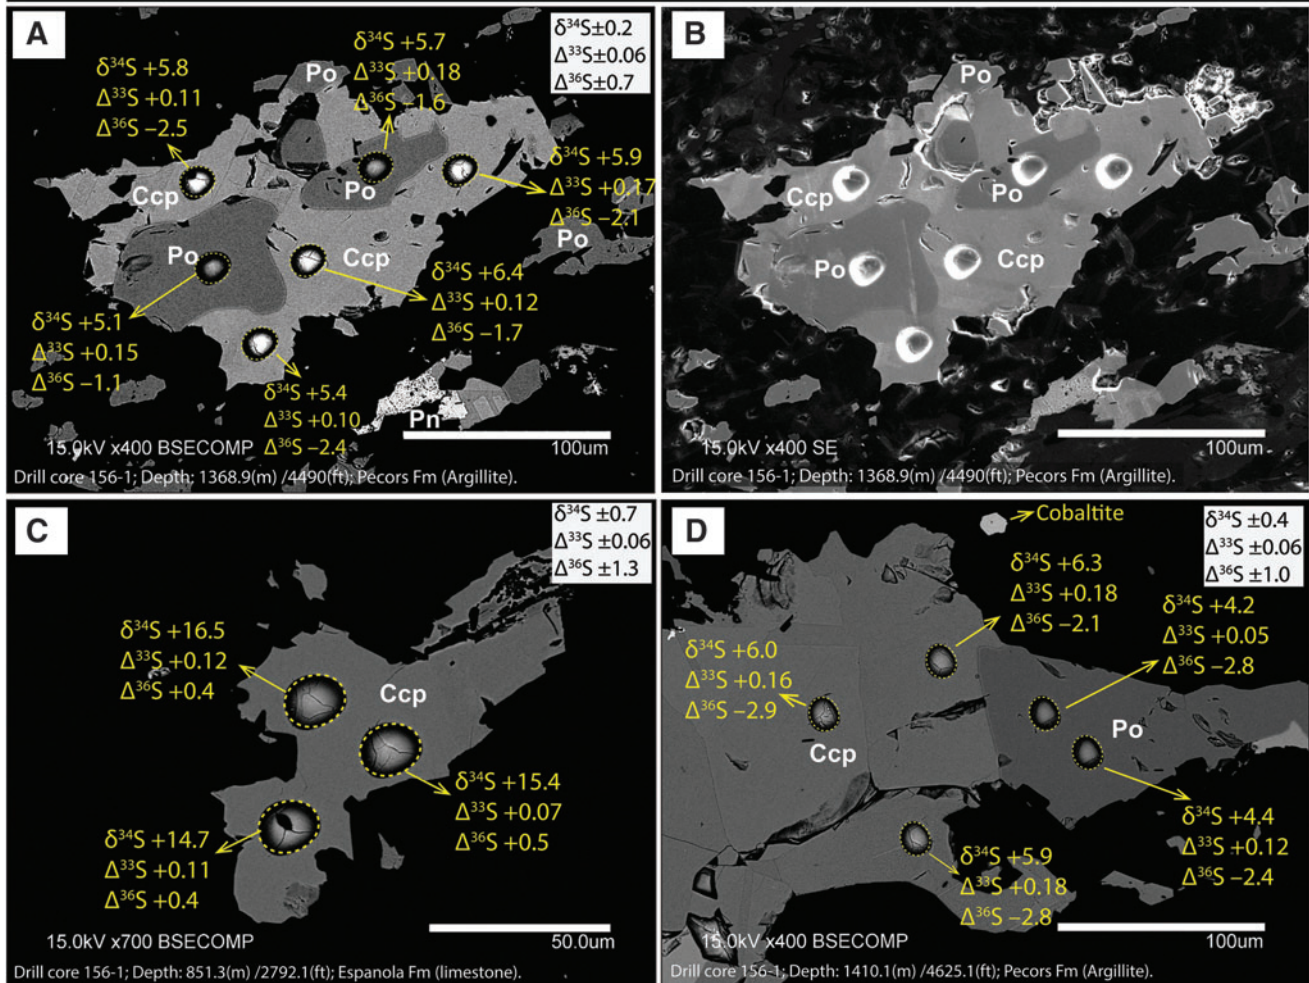 A
δ³⁴S +5.8
Δ³³S +0.11
Δ³⁶S −2.5
Po
δ³⁴S +5.7
Δ³³S +0.18
Δ³⁶S −1.6
δ³⁴S±0.2
Δ³³S±0.06
Δ³⁶S±0.7
δ³⁴S +5.9
Δ³³S +0.17
Δ³⁶S −2.1
Ccp
Po
Po
Po
Ccp
δ³⁴S +6.4
Δ³³S +0.12
Δ³⁶S −1.7
δ³⁴S +5.1
Δ³³S +0.15
Δ³⁶S −1.1
δ³⁴S +5.4
Δ³³S +0.10
Δ³⁶S −2.4
Pn
15.0kV x400 BSECOMP
100um
Drill core 156-1; Depth: 1368.9(m) /4490(ft); Pecors Fm (Argillite).
B
Po
Ccp
Po
Po
Ccp
15.0kV x400 SE
100um
Drill core 156-1; Depth: 1368.9(m) /4490(ft); Pecors Fm (Argillite).
C
δ³⁴S ±0.7
Δ³³S ±0.06
Δ³⁶S ±1.3
δ³⁴S +16.5
Δ³³S +0.12
Δ³⁶S +0.4
Ccp
δ³⁴S +15.4
Δ³³S +0.07
Δ³⁶S +0.5
δ³⁴S +14.7
Δ³³S +0.11
Δ³⁶S +0.4
15.0kV x700 BSECOMP
50.0um
Drill core 156-1; Depth: 851.3(m) /2792.1(ft); Espanola Fm (limestone).
D
Cobaltite
δ³⁴S ±0.4
Δ³³S ±0.06
Δ³⁶S ±1.0
δ³⁴S +6.3
Δ³³S +0.18
Δ³⁶S −2.1
δ³⁴S +4.2
Δ³³S +0.05
Δ³⁶S −2.8
δ³⁴S +6.0
Δ³³S +0.16
Δ³⁶S −2.9
Ccp
Po
δ³⁴S +4.4
Δ³³S +0.12
Δ³⁶S −2.4
δ³⁴S +5.9
Δ³³S +0.18
Δ³⁶S −2.8
15.0kV x400 BSECOMP
100um
Drill core 156-1; Depth: 1410.1(m) /4625.1(ft); Pecors Fm (Argillite).